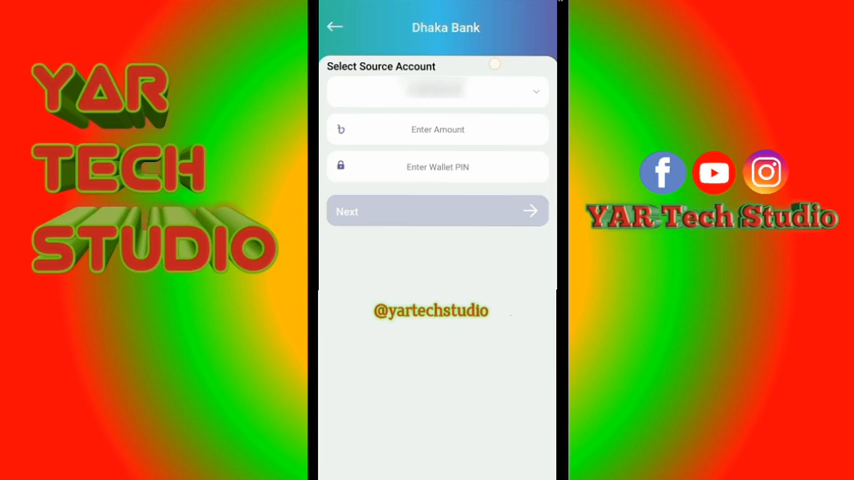 YAR
TECH
STUDIO
Dhaka Bank
Select Source Account
৳ Enter Amount
Enter Wallet PIN
Next
@yartechstudio
YAR Tech Studio